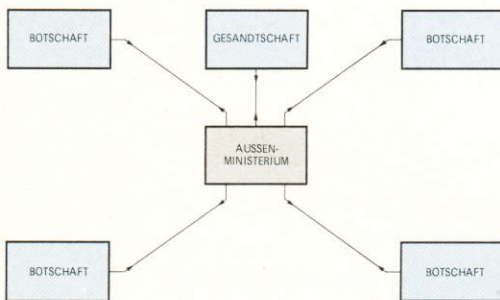 BOTSCHAFT
GESANDTSCHAFT
BOTSCHAFT
AUSSEN-
MINISTERIUM
BOTSCHAFT
BOTSCHAFT